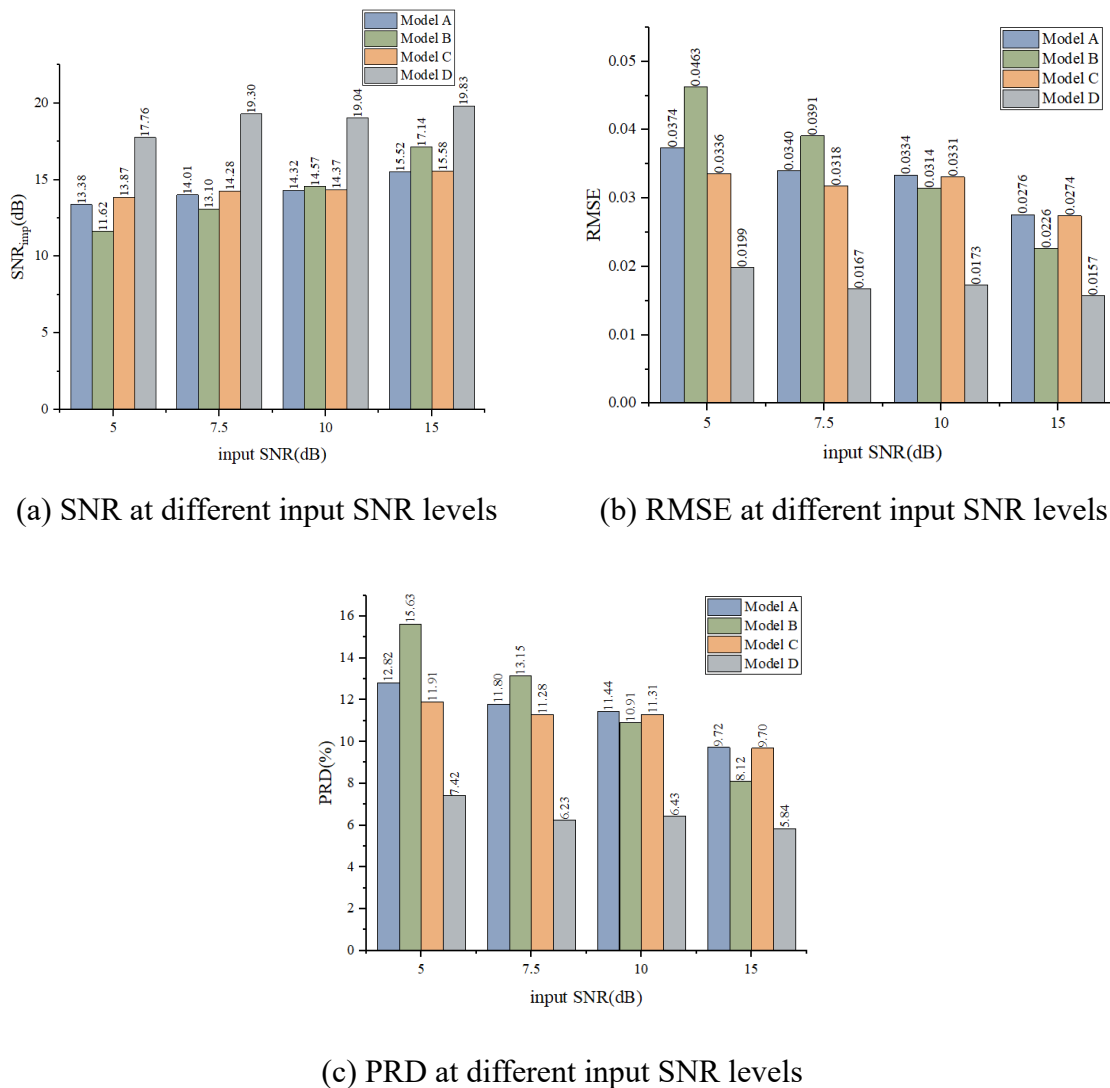 Model A
Model B
Model C
Model D
SNRimp(dB)
20
15
10
5
0
13.38
11.62
13.87
17.76
14.01
13.10
14.28
19.30
14.32
14.57
14.37
19.04
15.52
17.14
15.58
19.83
5 7.5 10 15
input SNR(dB)
(a) SNR at different input SNR levels
Model A
Model B
Model C
Model D
RMSE
0.05
0.04
0.03
0.02
0.01
0.00
0.0374
0.0463
0.0336
0.0199
0.0340
0.0391
0.0318
0.0167
0.0334
0.0314
0.0331
0.0173
0.0276
0.0226
0.0274
0.0157
5 7.5 10 15
input SNR(dB)
(b) RMSE at different input SNR levels
Model A
Model B
Model C
Model D
PRD(%)
16
14
12
10
8
6
4
2
0
12.82
15.63
11.91
7.42
11.80
13.15
11.28
6.23
11.44
10.91
11.31
6.43
9.72
8.12
9.70
5.84
5 7.5 10 15
input SNR(dB)
(c) PRD at different input SNR levels